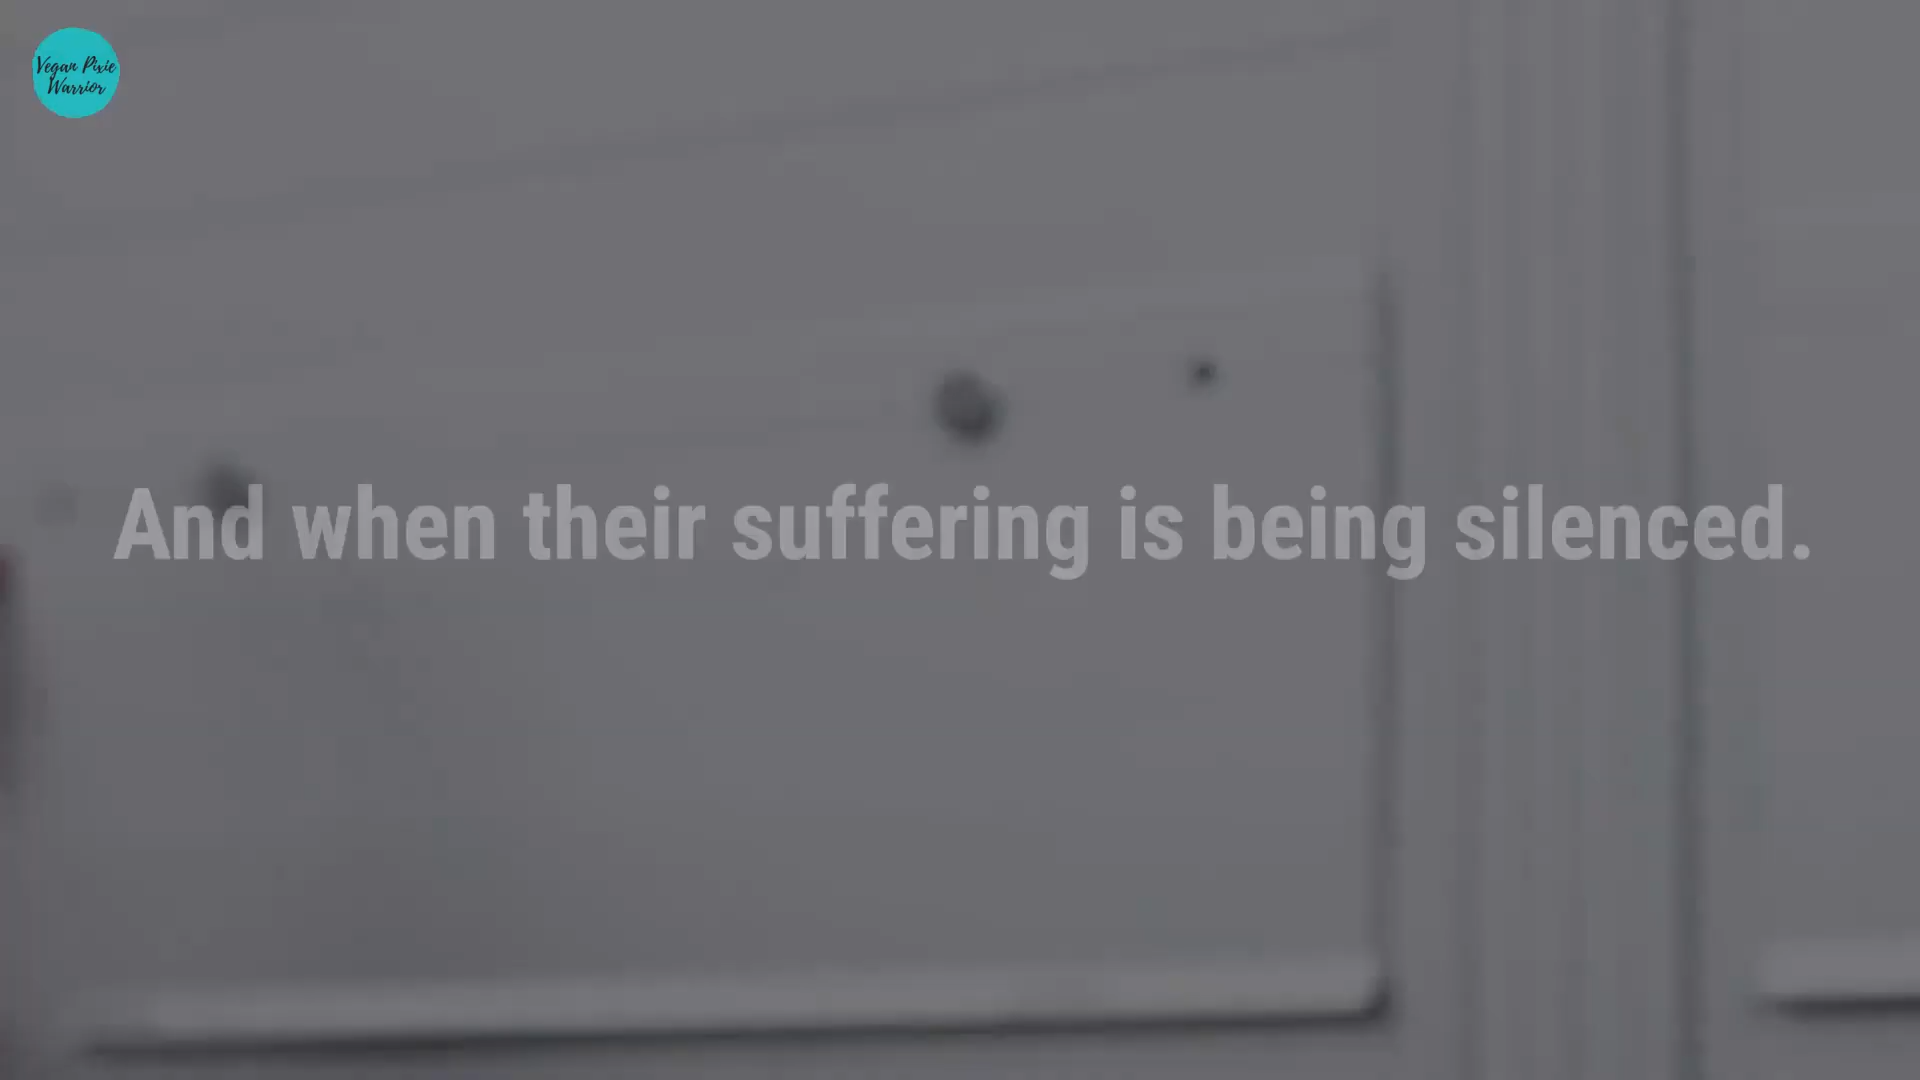 Vegan Pixie
Warrior
And when their suffering is being silenced.